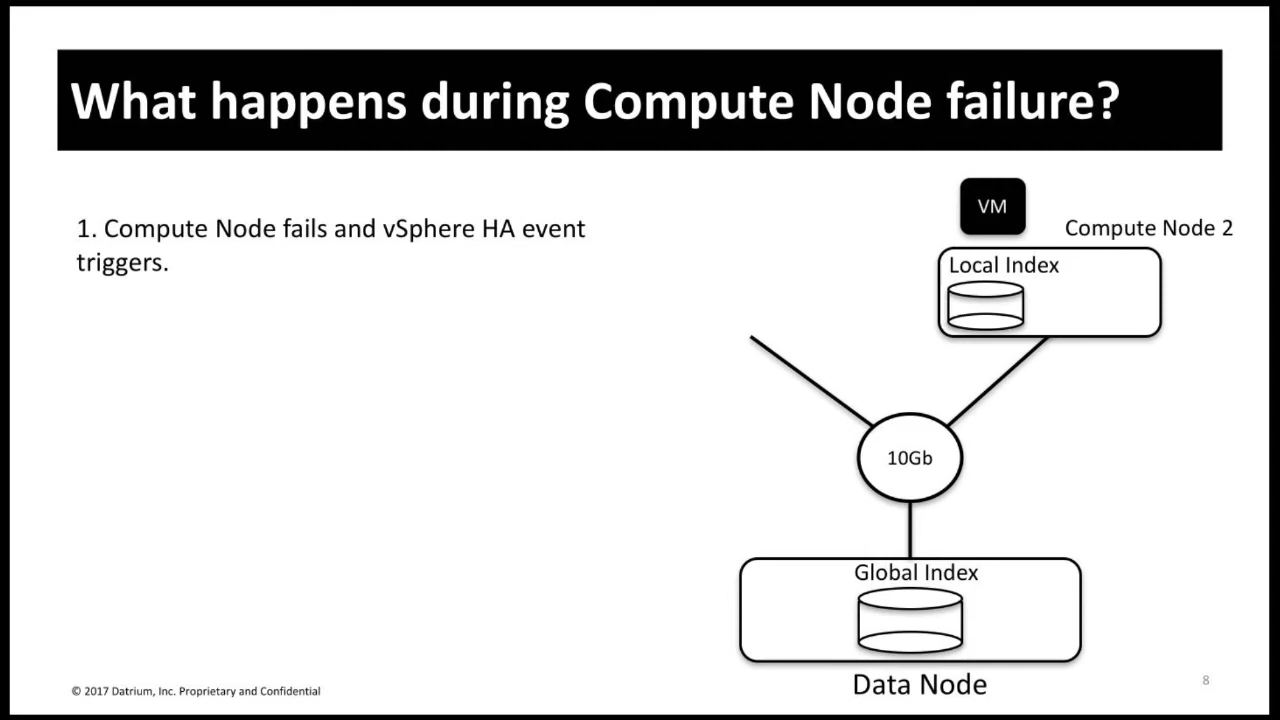 What happens during Compute Node failure?
1. Compute Node fails and vSphere HA event
triggers.
VM
Compute Node 2
Local Index
10Gb
Global Index
Data Node
© 2017 Datrium, Inc. Proprietary and Confidential
8